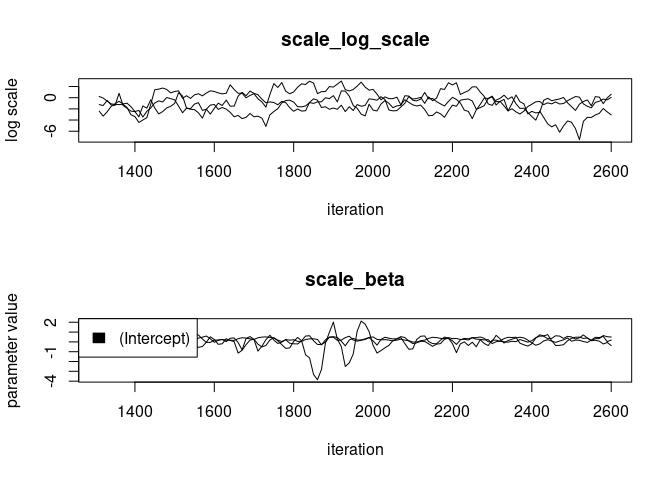 scale_log_scale
log scale
0
-6
1400 1600 1800 2000 2200 2400 2600
iteration
scale_beta
parameter value
2
-1
-4
(Intercept)
1400 1600 1800 2000 2200 2400 2600
iteration